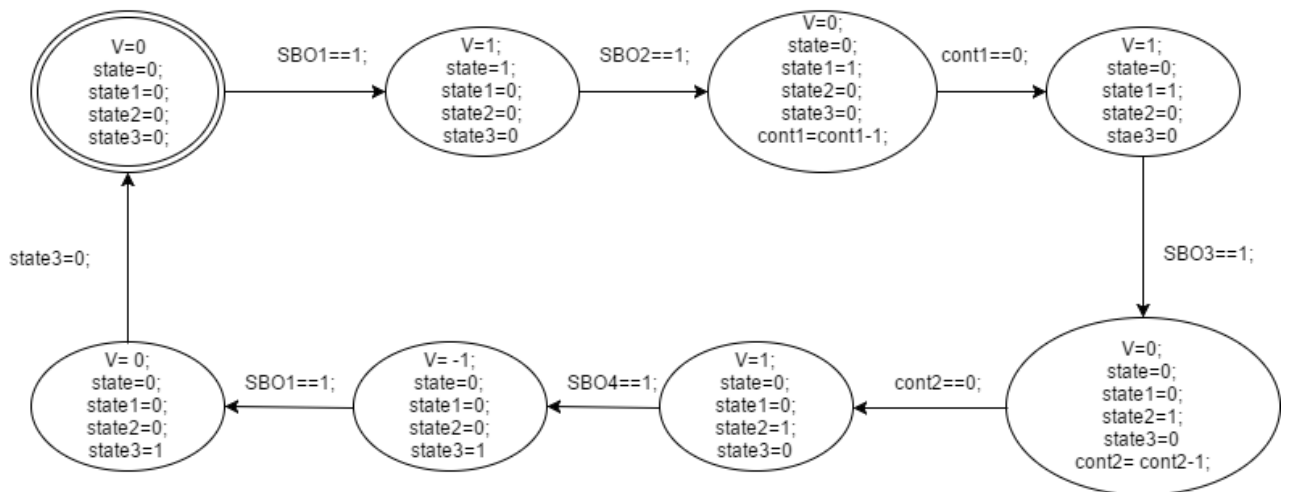 V=0
state=0;
state1=0;
state2=0;
state3=0;
SBO1==1;
V=1;
state=1;
state1=0;
state2=0;
state3=0
SBO2==1;
V=0;
state=0;
state1=1;
state2=0;
state3=0;
cont1=cont1-1;
cont1==0;
V=1;
state=0;
state1=1;
state2=0;
stae3=0
SBO3==1;
V=0;
state=0;
state1=0;
state2=1;
state3=0
cont2= cont2-1;
cont2==0;
V=1;
state=0;
state1=0;
state2=1;
state3=0
SBO4==1;
V= -1;
state=0;
state1=0;
state2=0;
state3=1
SBO1==1;
V= 0;
state=0;
state1=0;
state2=0;
state3=1
state3=0;